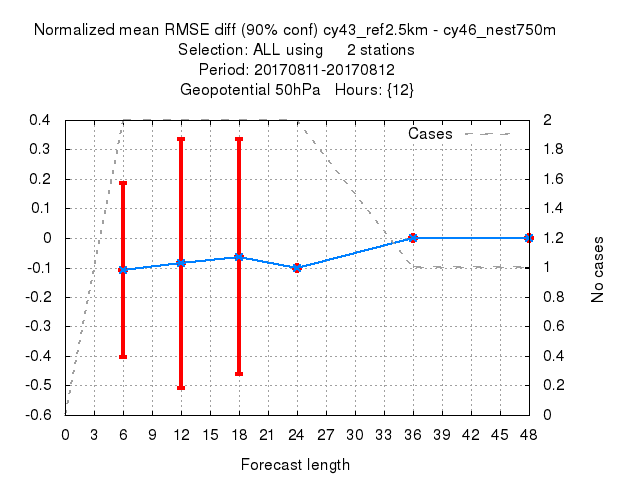 Normalized mean RMSE diff (90% conf) cy43_ref2.5km - cy46_nest750m
Selection: ALL using     2 stations
Period: 20170811-20170812
Geopotential 50hPa   Hours: {12}
Cases
0.4
0.3
0.2
0.1
0
-0.1
-0.2
-0.3
-0.4
-0.5
-0.6
2
1.8
1.6
1.4
1.2
1
0.8
0.6
0.4
0.2
0
No cases
0 3 6 9 12 15 18 21 24 27 30 33 36 39 42 45 48
Forecast length